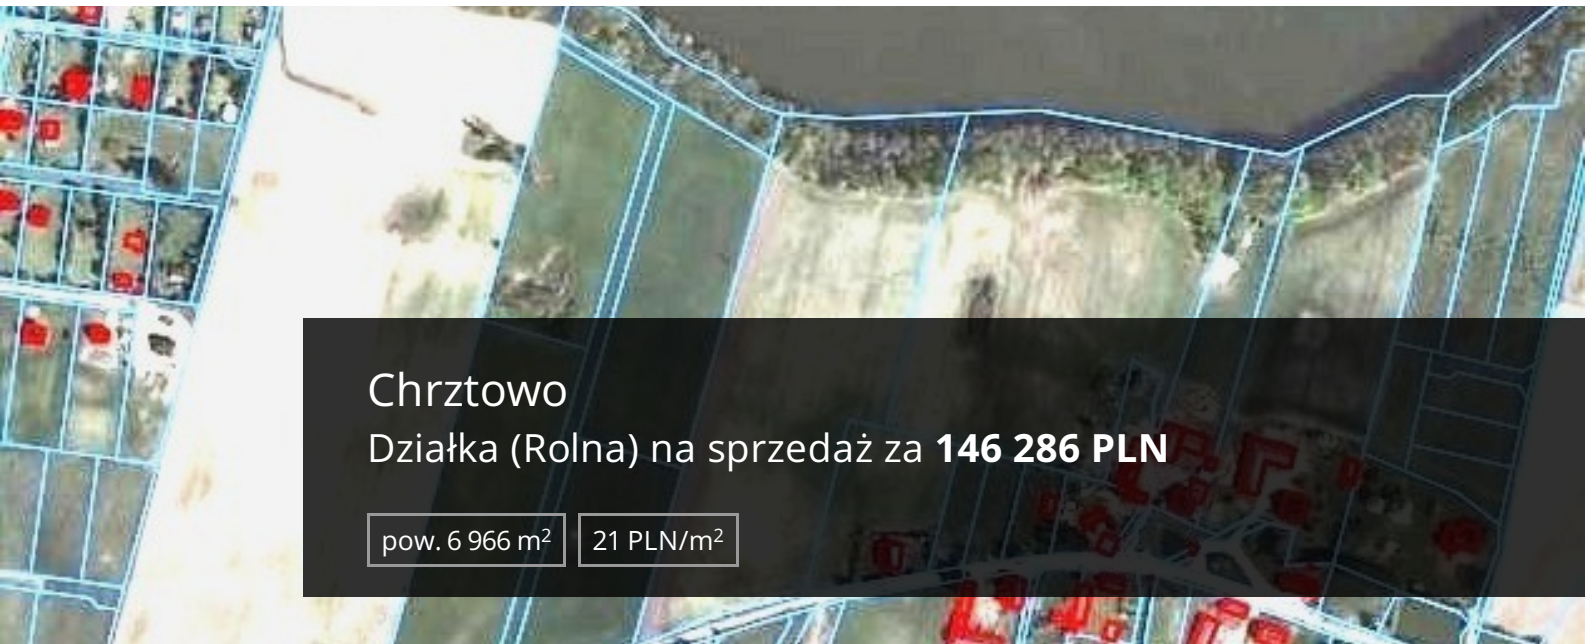 Chrztowo
Działka (Rolna) na sprzedaż za 146 286 PLN
pow. 6 966 m²
21 PLN/m²